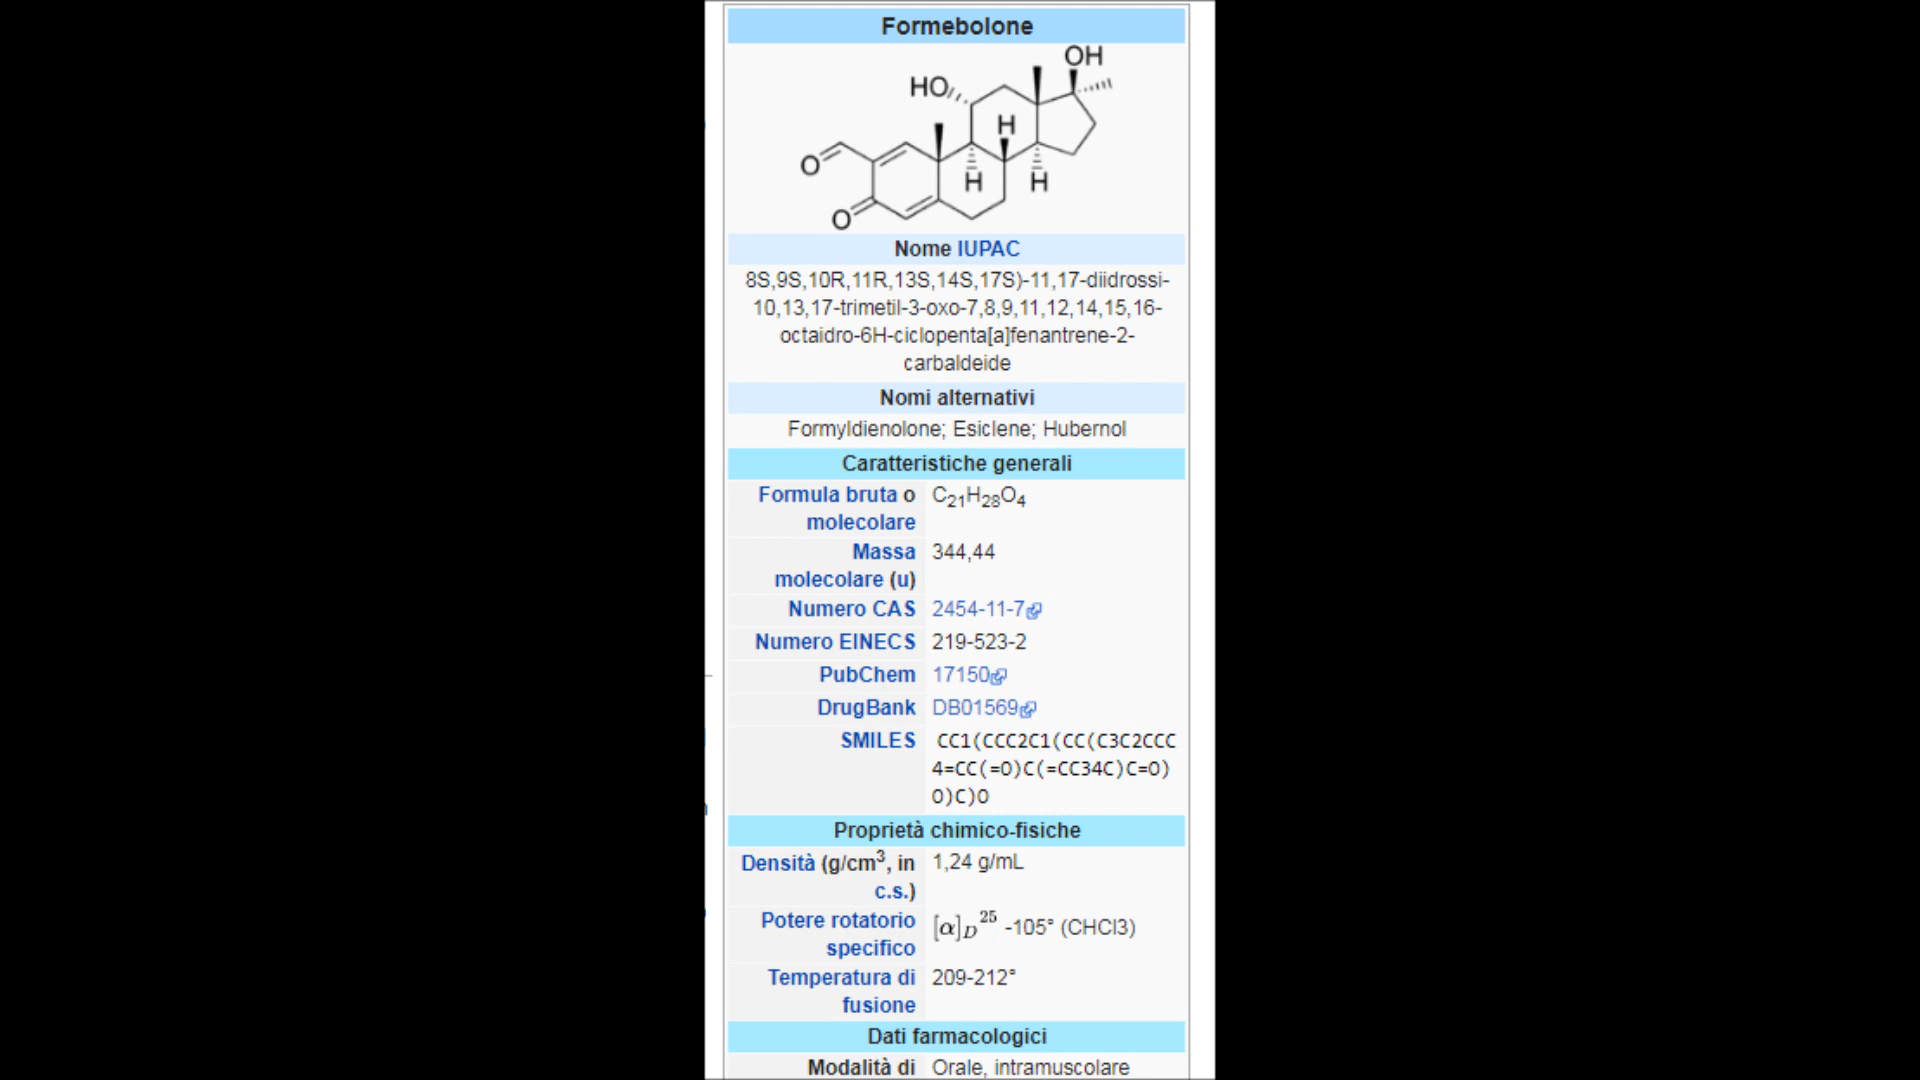 Formebolone
OH
HO
H
O
H
H
O
Nome IUPAC
8S,9S,10R,11R,13S,14S,17S)-11,17-diidrossi-
10,13,17-trimetil-3-oxo-7,8,9,11,12,14,15,16-
octaidro-6H-ciclopenta[a]fenantrene-2-
carbaldeide
Nomi alternativi
Formyldienolone; Esiclene; Hubernol
Caratteristiche generali
Formula bruta o C₂₁H₂₈O₄
molecolare
Massa 344,44
molecolare (u)
Numero CAS 2454-11-7
Numero EINECS 219-523-2
PubChem 17150
DrugBank DB01569
SMILES CC1(CCC2C1(CC(C3C2CCC
4=CC(=O)C(=CC34C)C=O)
O)C)O
Proprietà chimico-fisiche
Densità (g/cm³, in 1,24 g/mL
c.s.)
Potere rotatorio [α]D²⁵ -105° (CHCl3)
specifico
Temperatura di 209-212°
fusione
Dati farmacologici
Modalità di Orale, intramuscolare